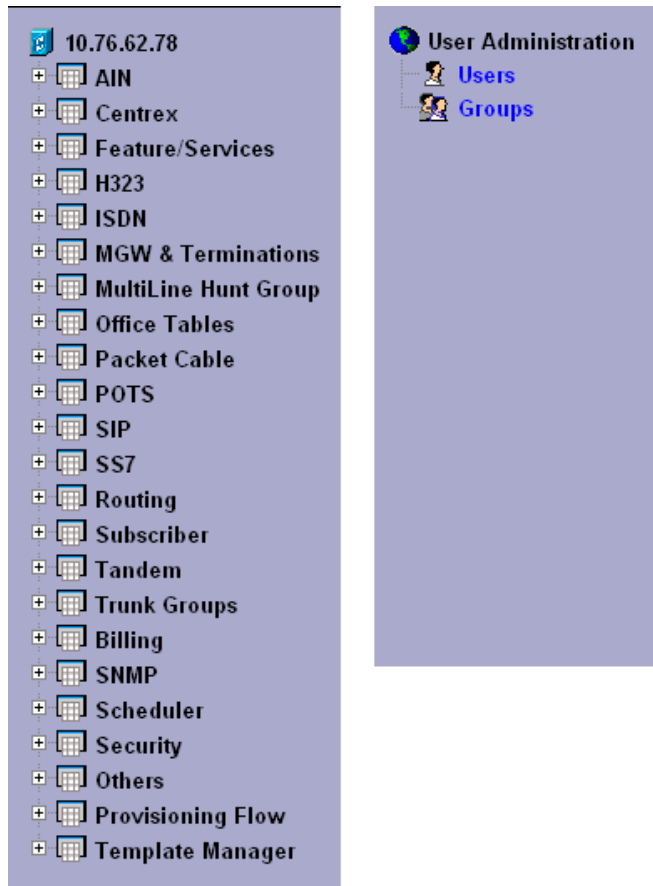 10.76.62.78
AIN
Centrex
Feature/Services
H323
ISDN
MGW & Terminations
MultiLine Hunt Group
Office Tables
Packet Cable
POTS
SIP
SS7
Routing
Subscriber
Tandem
Trunk Groups
Billing
SNMP
Scheduler
Security
Others
Provisioning Flow
Template Manager
User Administration
Users
Groups